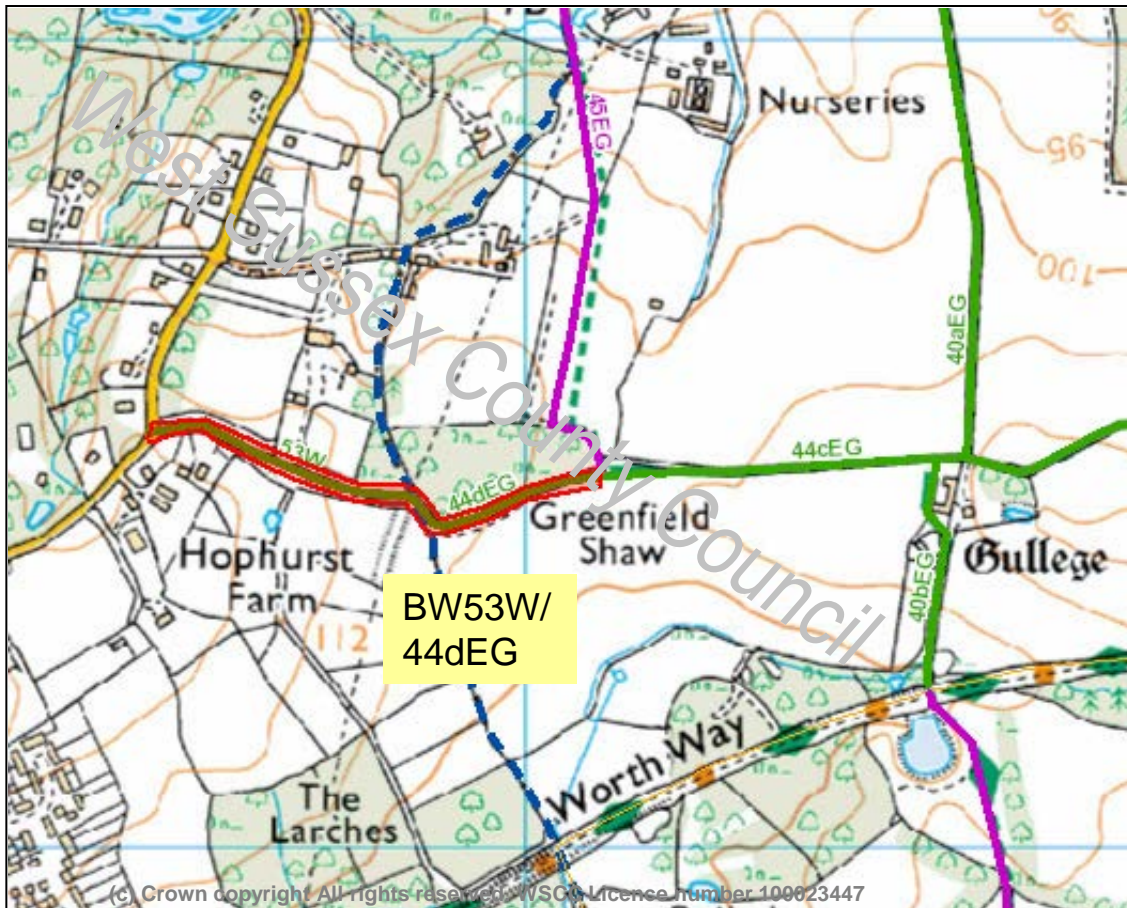 45EG
Nurseries
95
100
40aEG
West Sussex County Council
53W
44dEG
44cEG
Greenfield
Shaw
Hophurst
Farm
Gullege
40bEG
112
BW53W/
44dEG
Worth Way
The
Larches
(c) Crown copyright All rights reserved. WSCC Licence number 100023447